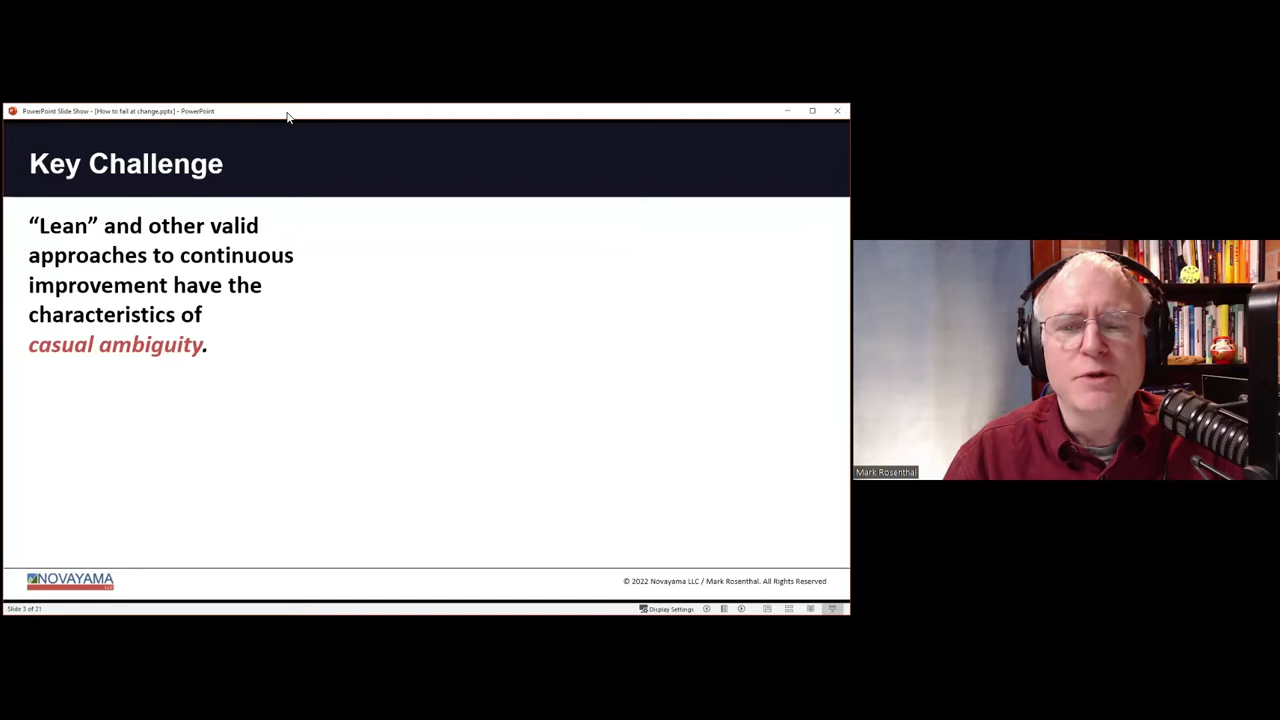 PowerPoint Slide Show - [How to fail at change.pptx] - PowerPoint
Key Challenge
“Lean” and other valid
approaches to continuous
improvement have the
characteristics of
casual ambiguity.
Mark Rosenthal
NOVAYAMA
LLC
© 2022 Novayama LLC / Mark Rosenthal. All Rights Reserved
Slide 3 of 21
Display Settings